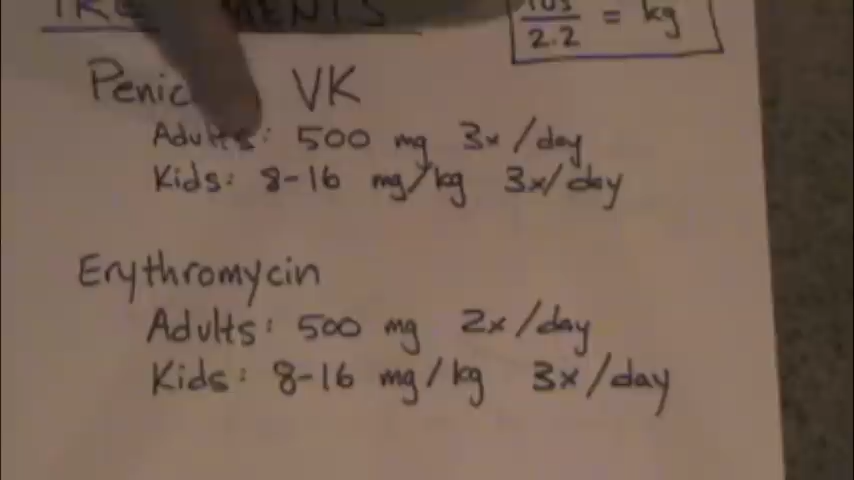 lbs
2.2 = kg
VK
Adults: 500 mg 3x/day
Kids: 8-16 mg/kg 3x/day
Erythromycin
Adults: 500 mg 2x/day
Kids: 8-16 mg/kg 3x/day